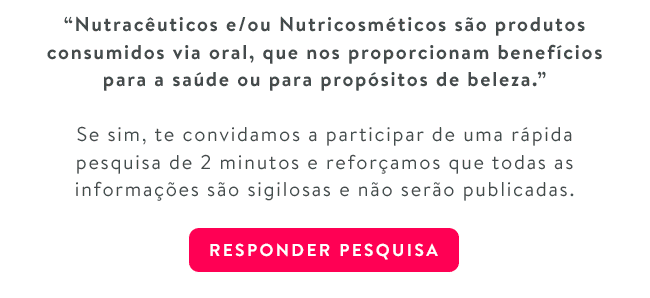 “Nutracêuticos e/ou Nutricosméticos são produtos
consumidos via oral, que nos proporcionam benefícios
para a saúde ou para propósitos de beleza.”
Se sim, te convidamos a participar de uma rápida
pesquisa de 2 minutos e reforçamos que todas as
informações são sigilosas e não serão publicadas.
RESPONDER PESQUISA